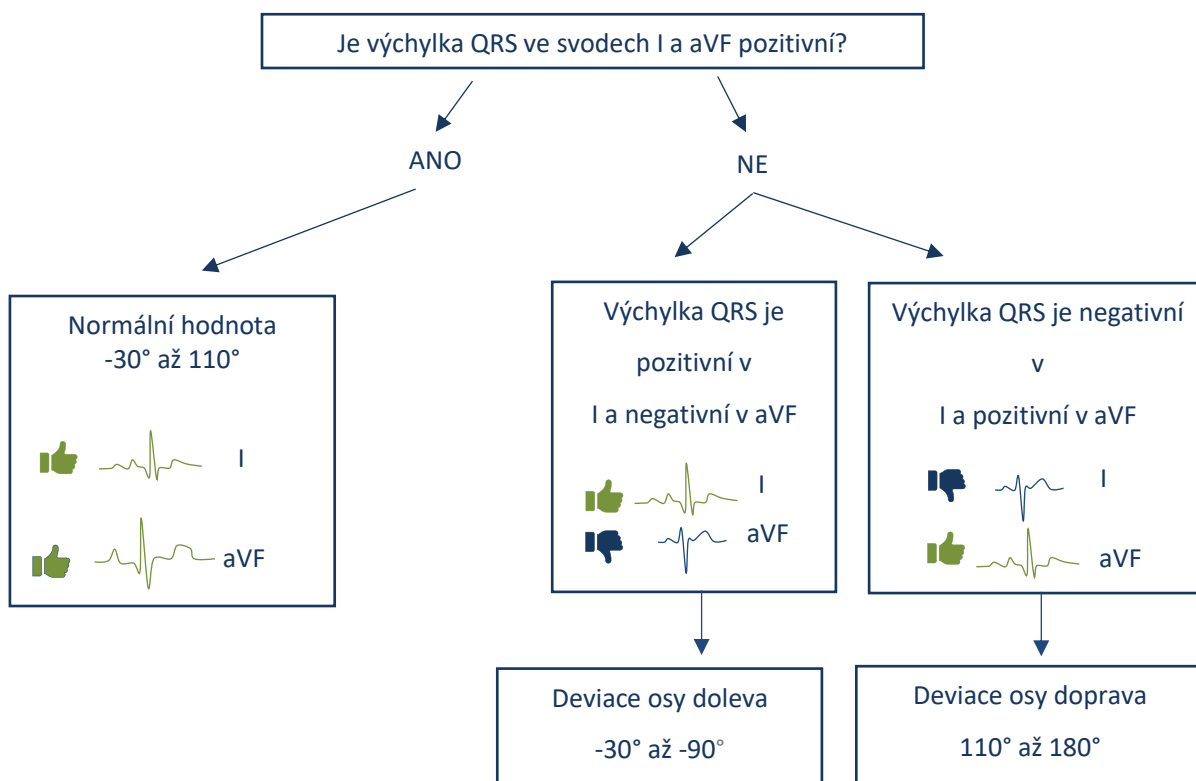 Je výchylka QRS ve svodech I a aVF pozitivní?
ANO
NE
Normální hodnota
-30° až 110°
I
aVF
Výchylka QRS je
pozitivní v
I a negativní v aVF
I
aVF
Výchylka QRS je negativní
v
I a pozitivní v aVF
I
aVF
Deviace osy doleva
-30° až -90°
Deviace osy doprava
110° až 180°